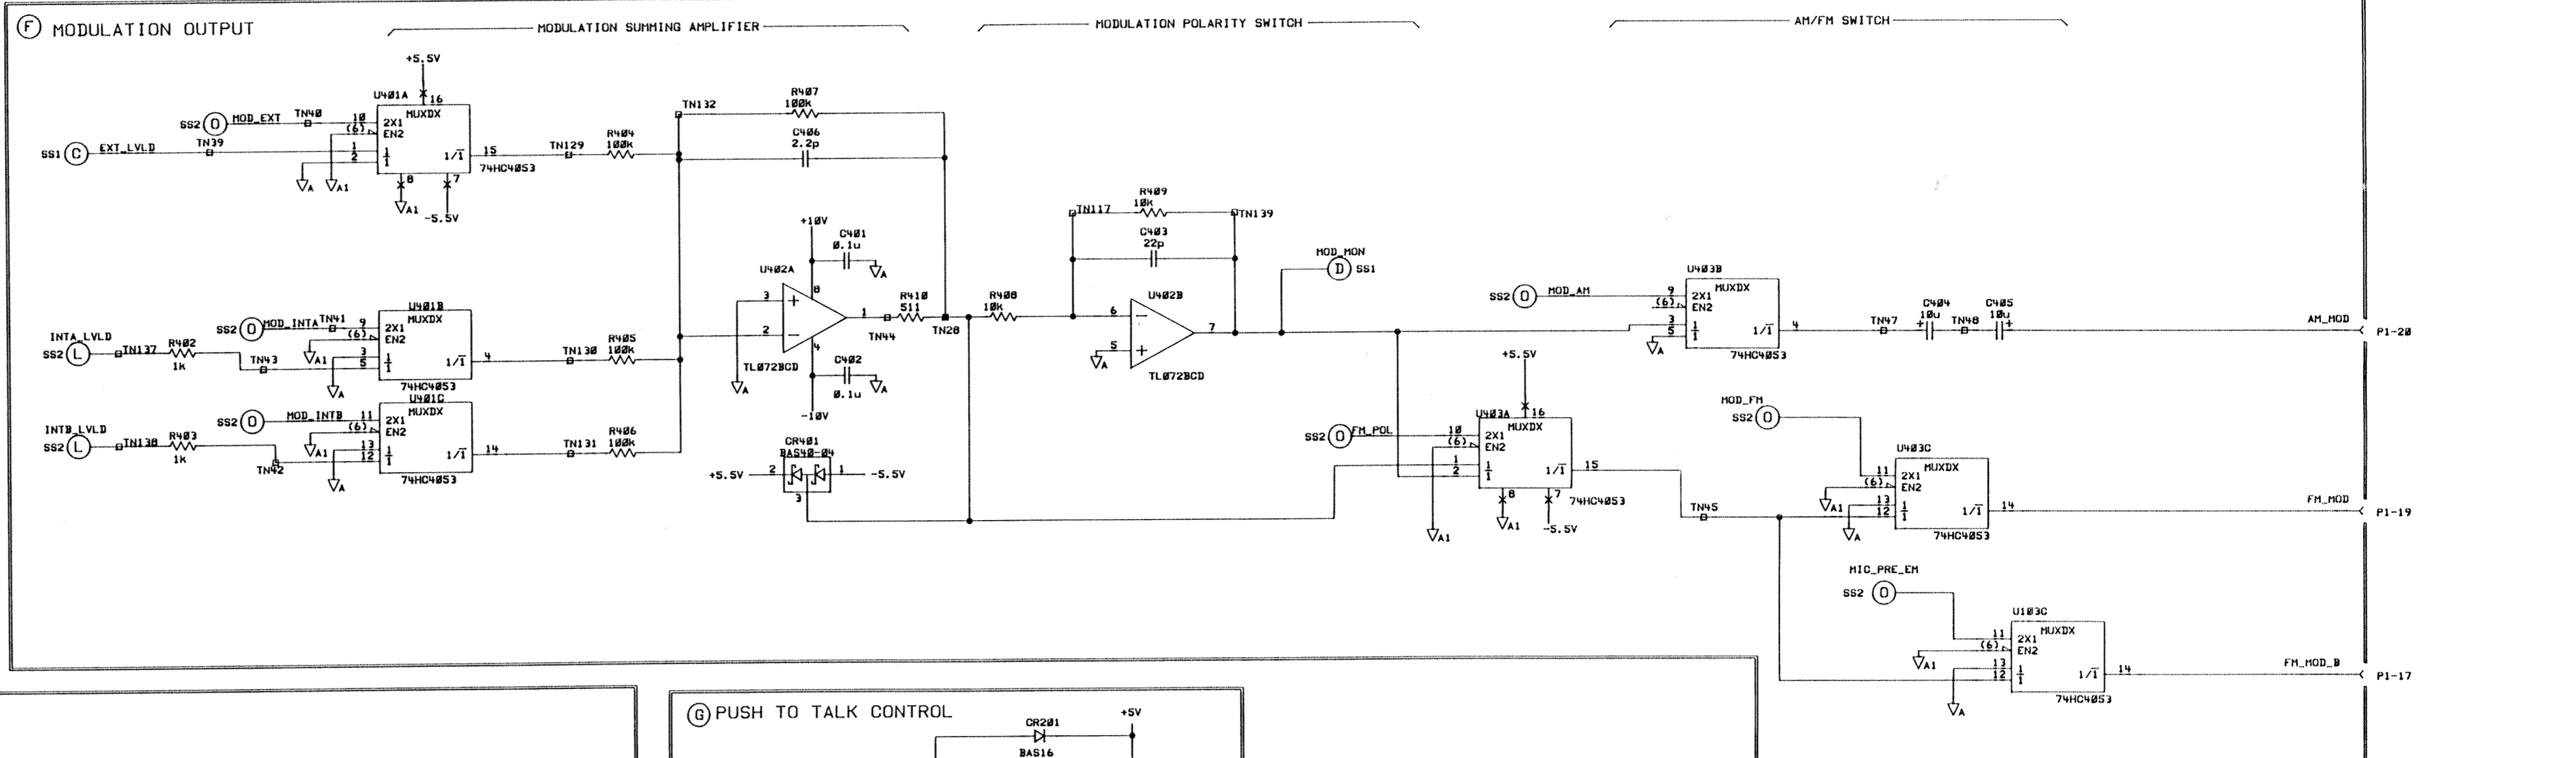 F MODULATION OUTPUT
MODULATION SUMMING AMPLIFIER
MODULATION POLARITY SWITCH
AM/FM SWITCH
+5.5V
U401A
16
MUXDX
SS2 O MOD_EXT TN40 10 2X1
(6) EN2
SS1 C EXT_LVLD TN39 1 1
2 1
1/1 15
74HC4053
A A1
8 7
A1 -5.5V
TN129 R404
100k
TN132 R407
100k
C406
2.2p
+10V
C401
0.1u
A
U402A
8
3 +
2 −
1
4
TL072BCD
A
C402
0.1u
A
-10V
TN44
R410
511
TN28
R408
10k
TN117 R409 TN139
10k
C403
22p
U402B
6 −
5 +
7
A
TL072BCD
MOD_MON
D SS1
INTA_LVLD
SS2 L TN137 R402
1k
TN43
SS2 O MOD_INTA TN41 9 2X1
(6) EN2
A1
3 1
5 1
A
U401B
MUXDX
1/1 4
74HC4053
TN130 R405
100k
INTB_LVLD
SS2 L TN138 R403
1k
TN42
SS2 O MOD_INTB 11 2X1
(6) EN2
A1
13 1
12 1
A
U401C
MUXDX
1/1 14
74HC4053
TN131 R406
100k
CR401
BAS40-04
+5.5V 2 1 -5.5V
3
U403B
MUXDX
SS2 O MOD_AM 9 2X1
(6) EN2
3 1
5 1
A
1/1 4
74HC4053
TN47 C404 TN48 C405
10u 10u
+ +
AM_MOD
P1-20
+5.5V
U403A 16
MUXDX
SS2 O FM_POL 10 2X1
(6) EN2
1 1
2 1
1/1 15
8 7
74HC4053
A1 A1 -5.5V
TN45
MOD_FM
SS2 O
U403C
MUXDX
11 2X1
(6) EN2
A1
13 1
12 1
A
1/1 14
74HC4053
FM_MOD
P1-19
MIC_PRE_EM
SS2 O
U103C
MUXDX
11 2X1
(6) EN2
A1
13 1
12 1
A
1/1 14
74HC4053
FM_MOD_B
P1-17
G PUSH TO TALK CONTROL
CR201
BAS16
+5V